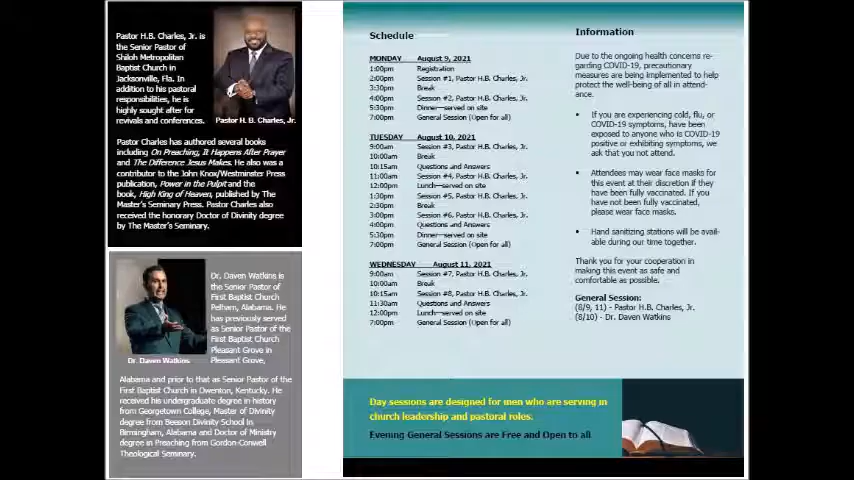 Pastor H.B. Charles, Jr. is
the Senior Pastor of
Shiloh Metropolitan
Baptist Church in
Jacksonville, Fla. In
addition to his pastoral
responsibilities, he is
highly sought after for
revivals and conferences.
Pastor H. B. Charles, Jr.
Pastor Charles has authored several books
including On Preaching, It Happens After Prayer
and The Difference Jesus Makes. He also was a
contributor to the John Knox/Westminster Press
publication, Power in the Pulpit and the
book, High King of Heaven, published by The
Master's Seminary Press. Pastor Charles also
received the honorary Doctor of Divinity degree
by The Master's Seminary.
Dr. Daven Watkins is
the Senior Pastor of
First Baptist Church
Pelham, Alabama. He
has previously served
as Senior Pastor of the
First Baptist Church
Pleasant Grove in
Pleasant Grove,
Dr. Daven Watkins
Alabama and prior to that as Senior Pastor of the
First Baptist Church in Owenton, Kentucky. He
received his undergraduate degree in history
from Georgetown College, Master of Divinity
degree from Beeson Divinity School in
Birmingham, Alabama and Doctor of Ministry
degree in Preaching from Gordon-Conwell
Theological Seminary.
Schedule
MONDAY August 9, 2021
1:00pm Registration
2:00pm Session #1, Pastor H.B. Charles, Jr.
3:30pm Break
4:00pm Session #2, Pastor H.B. Charles, Jr.
5:30pm Dinner—served on site
7:00pm General Session (Open for all)
TUESDAY August 10, 2021
9:00am Session #3, Pastor H.B. Charles, Jr.
10:00am Break
10:15am Questions and Answers
11:00am Session #4, Pastor H.B. Charles, Jr.
12:00pm Lunch—served on site
1:30pm Session #5, Pastor H.B. Charles, Jr.
2:30pm Break
3:00pm Session #6, Pastor H.B. Charles, Jr.
4:00pm Questions and Answers
5:30pm Dinner—served on site
7:00pm General Session (Open for all)
WEDNESDAY August 11, 2021
9:00am Session #7, Pastor H.B. Charles, Jr.
10:00am Break
10:15am Session #8, Pastor H.B. Charles, Jr.
11:30am Questions and Answers
12:00pm Lunch—served on site
7:00pm General Session (Open for all)
Information
Due to the ongoing health concerns re-
garding COVID-19, precautionary
measures are being implemented to help
protect the well-being of all in attend-
ance.
• If you are experiencing cold, flu, or
COVID-19 symptoms, have been
exposed to anyone who is COVID-19
positive or exhibiting symptoms, we
ask that you not attend.
• Attendees may wear face masks for
this event at their discretion if they
have been fully vaccinated. If you
have not been fully vaccinated,
please wear face masks.
• Hand sanitizing stations will be avail-
able during our time together.
Thank you for your cooperation in
making this event as safe and
comfortable as possible.
General Session:
(8/9, 11) - Pastor H.B. Charles, Jr.
(8/10) - Dr. Daven Watkins
Day sessions are designed for men who are serving in
church leadership and pastoral roles.
Evening General Sessions are Free and Open to all